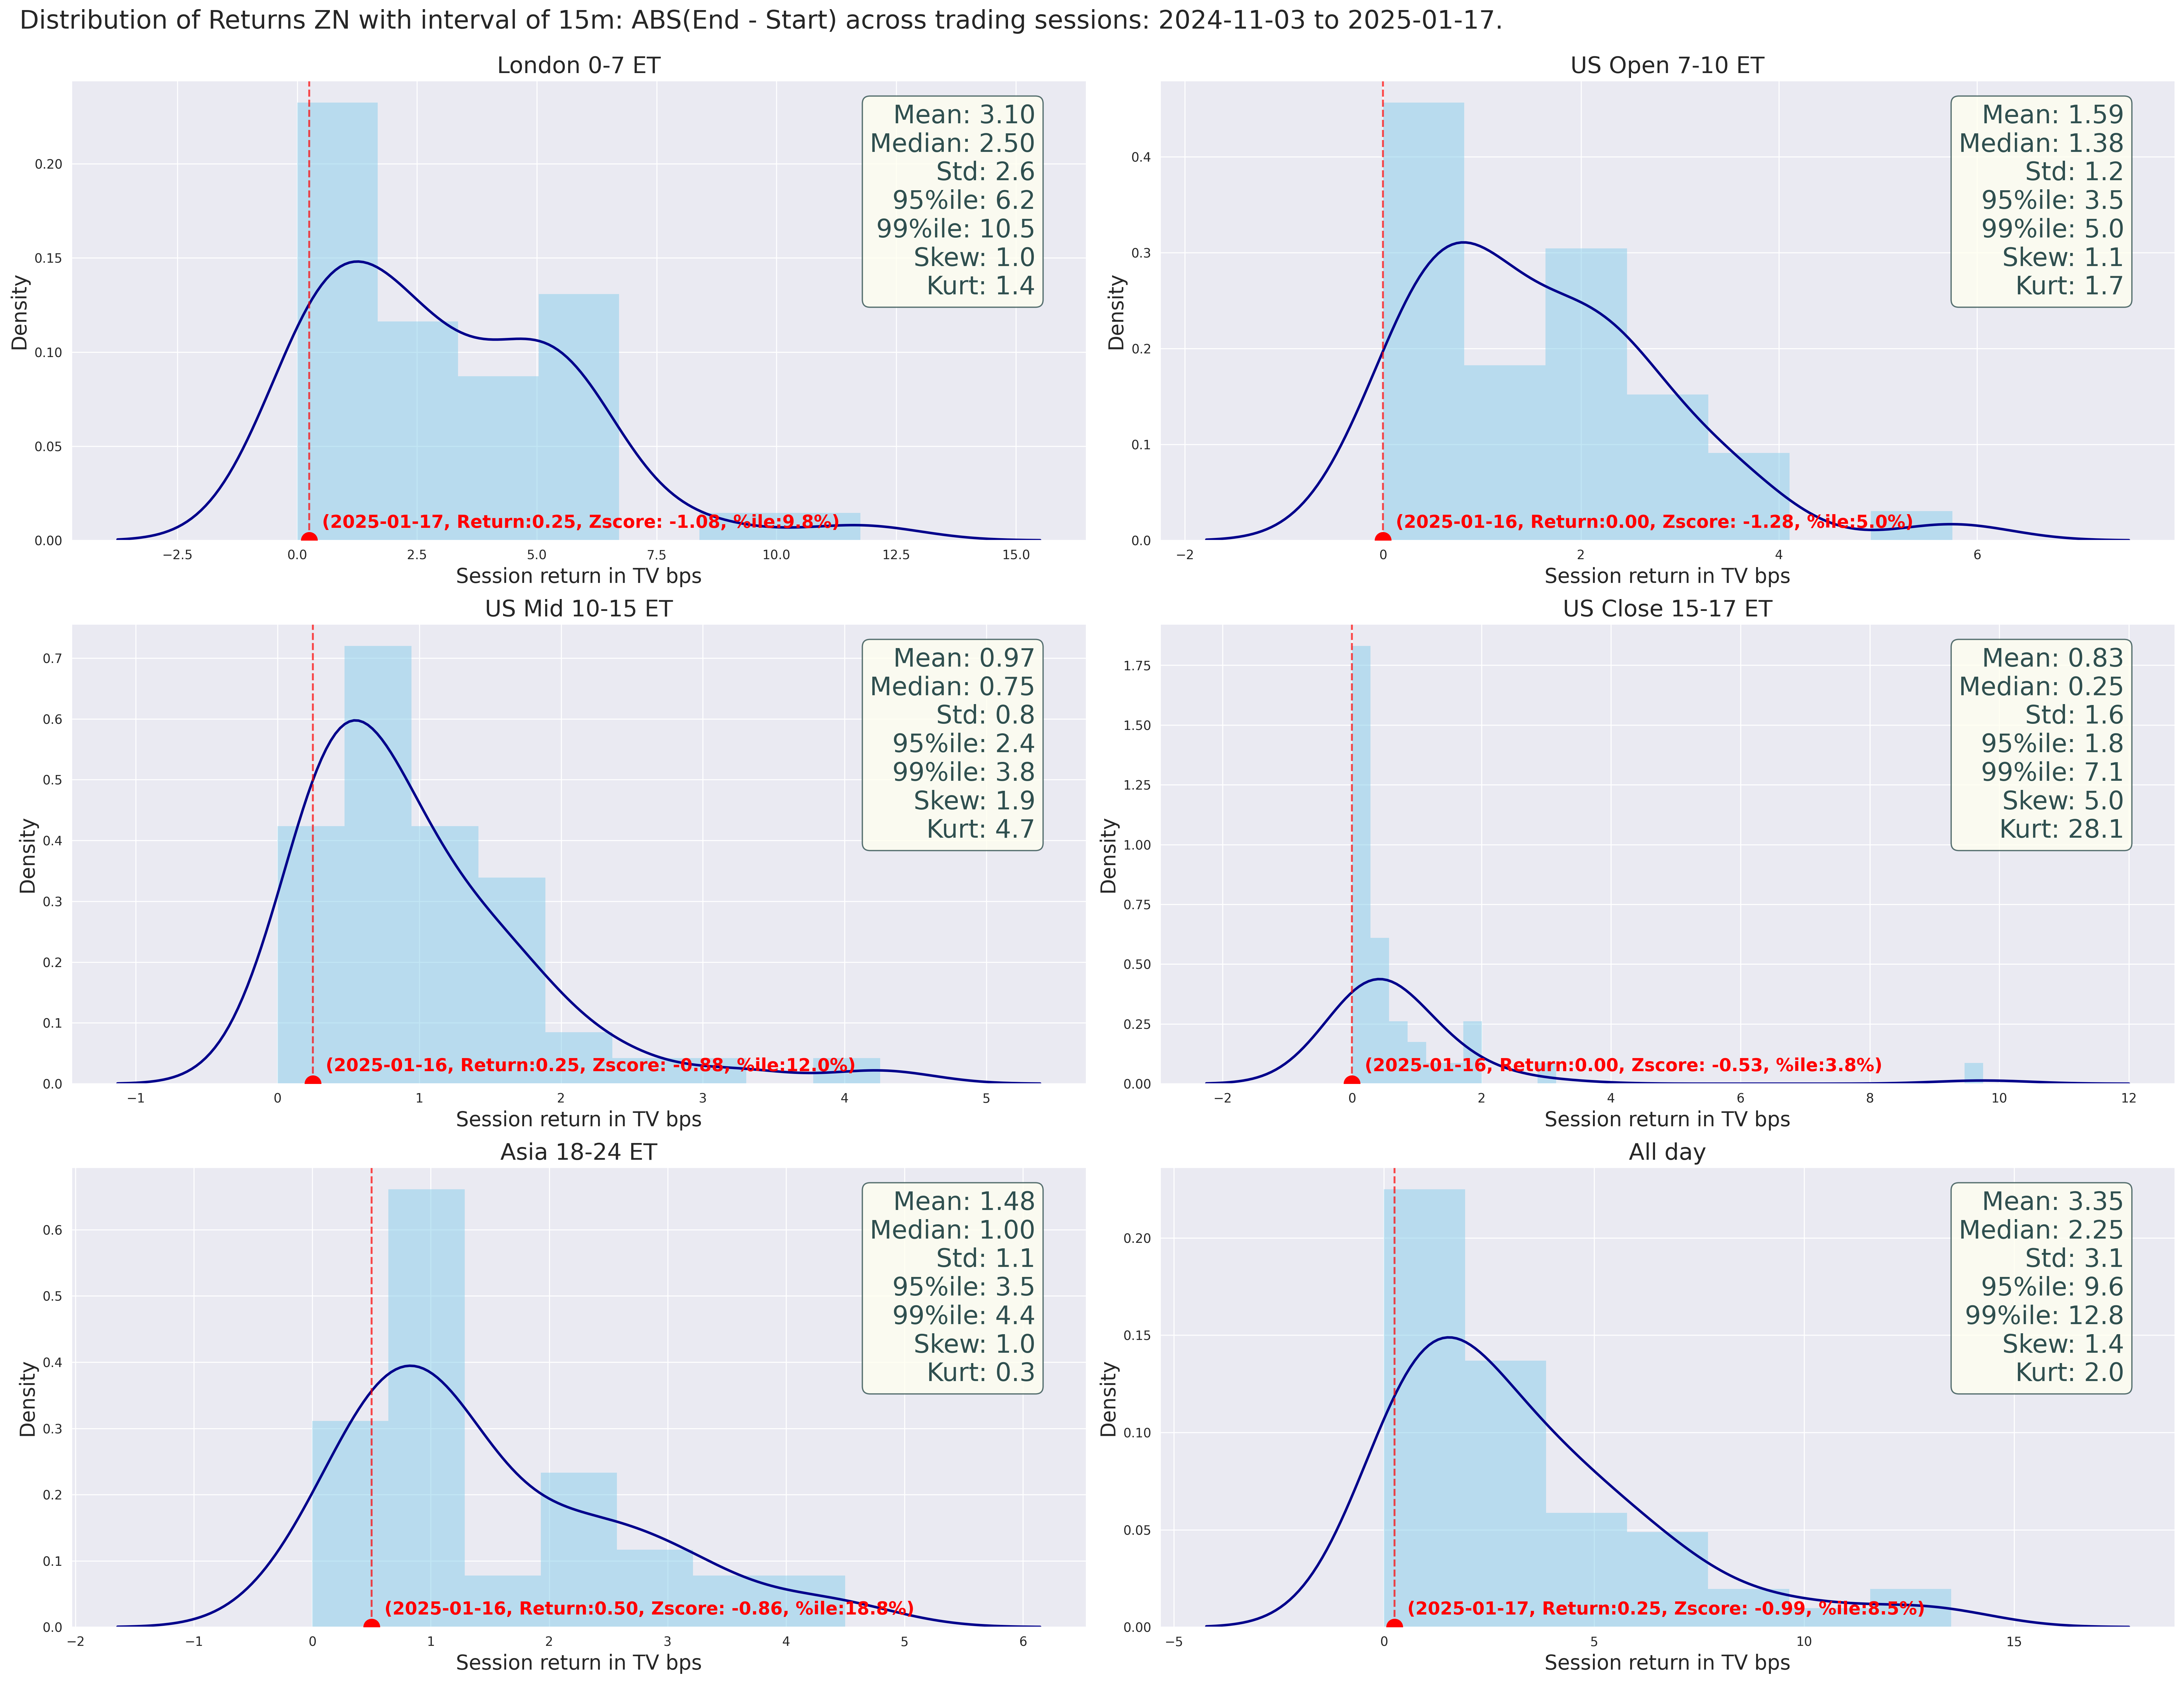 Distribution of Returns ZN with interval of 15m: ABS(End - Start) across trading sessions: 2024-11-03 to 2025-01-17.
London 0-7 ET
Mean: 3.10
Median: 2.50
Std: 2.6
95%ile: 6.2
99%ile: 10.5
Skew: 1.0
Kurt: 1.4
Density
0.20
0.15
0.10
0.05
0.00
(2025-01-17, Return:0.25, Zscore: -1.08, %ile:9.8%)
−2.5 0.0 2.5 5.0 7.5 10.0 12.5 15.0
Session return in TV bps
US Open 7-10 ET
Mean: 1.59
Median: 1.38
Std: 1.2
95%ile: 3.5
99%ile: 5.0
Skew: 1.1
Kurt: 1.7
Density
0.4
0.3
0.2
0.1
0.0
(2025-01-16, Return:0.00, Zscore: -1.28, %ile:5.0%)
−2 0 2 4 6
Session return in TV bps
US Mid 10-15 ET
Mean: 0.97
Median: 0.75
Std: 0.8
95%ile: 2.4
99%ile: 3.8
Skew: 1.9
Kurt: 4.7
Density
0.7
0.6
0.5
0.4
0.3
0.2
0.1
0.0
(2025-01-16, Return:0.25, Zscore: -0.88, %ile:12.0%)
−1 0 1 2 3 4 5
Session return in TV bps
US Close 15-17 ET
Mean: 0.83
Median: 0.25
Std: 1.6
95%ile: 1.8
99%ile: 7.1
Skew: 5.0
Kurt: 28.1
Density
1.75
1.50
1.25
1.00
0.75
0.50
0.25
0.00
(2025-01-16, Return:0.00, Zscore: -0.53, %ile:3.8%)
−2 0 2 4 6 8 10 12
Session return in TV bps
Asia 18-24 ET
Mean: 1.48
Median: 1.00
Std: 1.1
95%ile: 3.5
99%ile: 4.4
Skew: 1.0
Kurt: 0.3
Density
0.6
0.5
0.4
0.3
0.2
0.1
0.0
(2025-01-16, Return:0.50, Zscore: -0.86, %ile:18.8%)
−2 −1 0 1 2 3 4 5 6
Session return in TV bps
All day
Mean: 3.35
Median: 2.25
Std: 3.1
95%ile: 9.6
99%ile: 12.8
Skew: 1.4
Kurt: 2.0
Density
0.20
0.15
0.10
0.05
0.00
(2025-01-17, Return:0.25, Zscore: -0.99, %ile:8.5%)
−5 0 5 10 15
Session return in TV bps